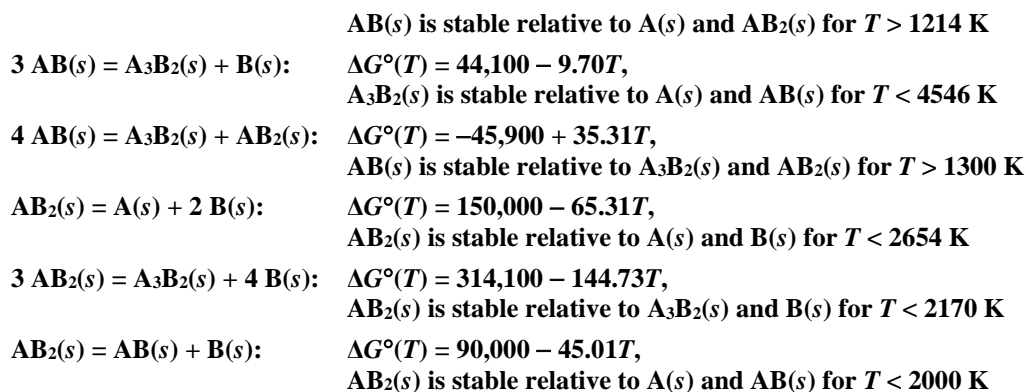 AB(s) is stable relative to A(s) and AB₂(s) for T > 1214 K
3 AB(s) = A₃B₂(s) + B(s): ΔG°(T) = 44,100 – 9.70T,
A₃B₂(s) is stable relative to A(s) and AB(s) for T < 4546 K
4 AB(s) = A₃B₂(s) + AB₂(s): ΔG°(T) = –45,900 + 35.31T,
AB(s) is stable relative to A₃B₂(s) and AB₂(s) for T > 1300 K
AB₂(s) = A(s) + 2 B(s): ΔG°(T) = 150,000 – 65.31T,
AB₂(s) is stable relative to A(s) and B(s) for T < 2654 K
3 AB₂(s) = A₃B₂(s) + 4 B(s): ΔG°(T) = 314,100 – 144.73T,
AB₂(s) is stable relative to A₃B₂(s) and B(s) for T < 2170 K
AB₂(s) = AB(s) + B(s): ΔG°(T) = 90,000 – 45.01T,
AB₂(s) is stable relative to A(s) and AB(s) for T < 2000 K